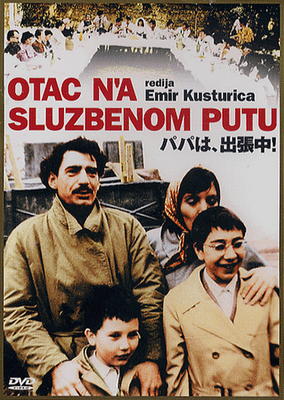 OTAC N'A
redija
Emir Kusturica
SLUZBENOM PUTU
パパは、出張中!
DVD